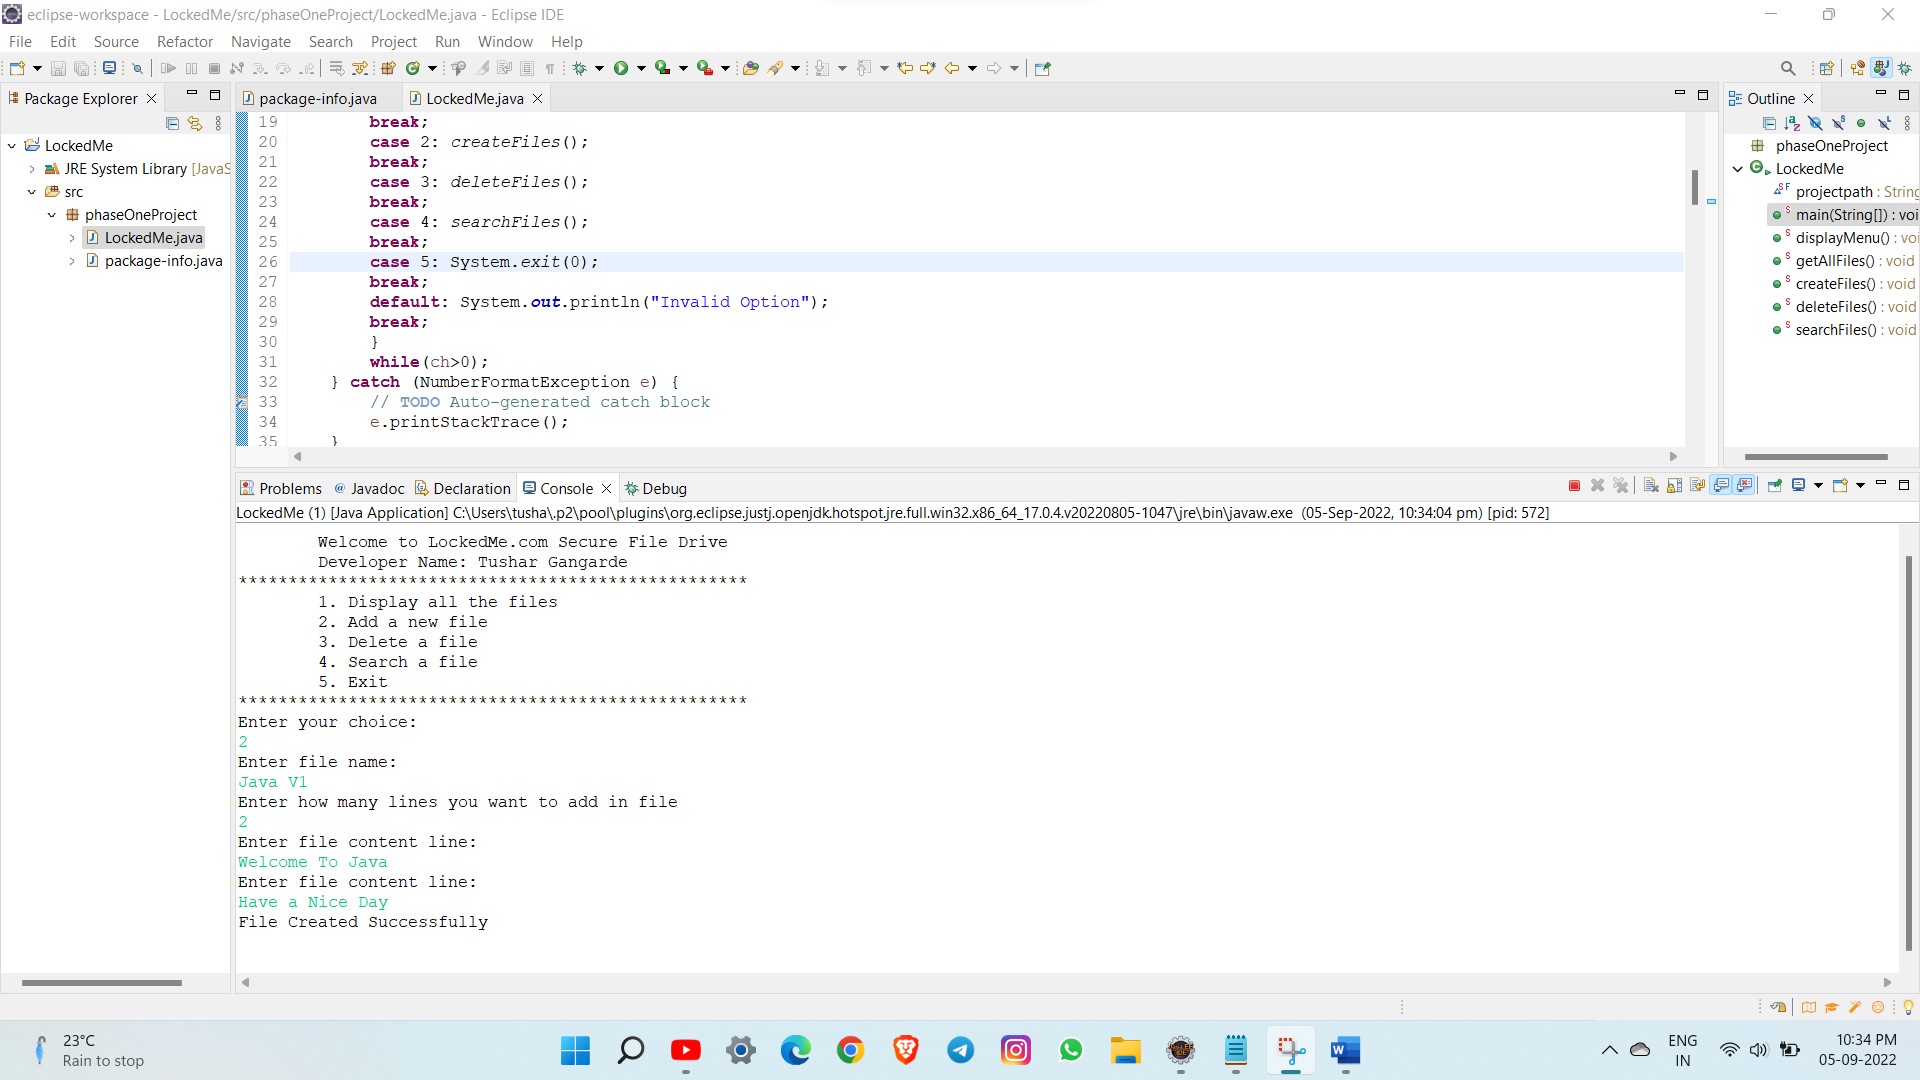 eclipse-workspace - LockedMe/src/phaseOneProject/LockedMe.java - Eclipse IDE
File Edit Source Refactor Navigate Search Project Run Window Help
Package Explorer
LockedMe
JRE System Library [JavaS
src
phaseOneProject
LockedMe.java
package-info.java
package-info.java LockedMe.java
19 break;
20 case 2: createFiles();
21 break;
22 case 3: deleteFiles();
23 break;
24 case 4: searchFiles();
25 break;
26 case 5: System.exit(0);
27 break;
28 default: System.out.println("Invalid Option");
29 break;
30 }
31 while(ch>0);
32 } catch (NumberFormatException e) {
33 // TODO Auto-generated catch block
34 e.printStackTrace();
35 }
Outline
phaseOneProject
LockedMe
projectpath : String
main(String[]) : voi
displayMenu() : voi
getAllFiles() : void
createFiles() : void
deleteFiles() : void
searchFiles() : void
Problems Javadoc Declaration Console Debug
LockedMe (1) [Java Application] C:\Users\tusha\.p2\pool\plugins\org.eclipse.justj.openjdk.hotspot.jre.full.win32.x86_64_17.0.4.v20220805-1047\jre\bin\javaw.exe (05-Sep-2022, 10:34:04 pm) [pid: 572]
Welcome to LockedMe.com Secure File Drive
Developer Name: Tushar Gangarde
***************************************************
1. Display all the files
2. Add a new file
3. Delete a file
4. Search a file
5. Exit
***************************************************
Enter your choice:
2
Enter file name:
Java V1
Enter how many lines you want to add in file
2
Enter file content line:
Welcome To Java
Enter file content line:
Have a Nice Day
File Created Successfully
23°C
Rain to stop
ENG
IN
10:34 PM
05-09-2022